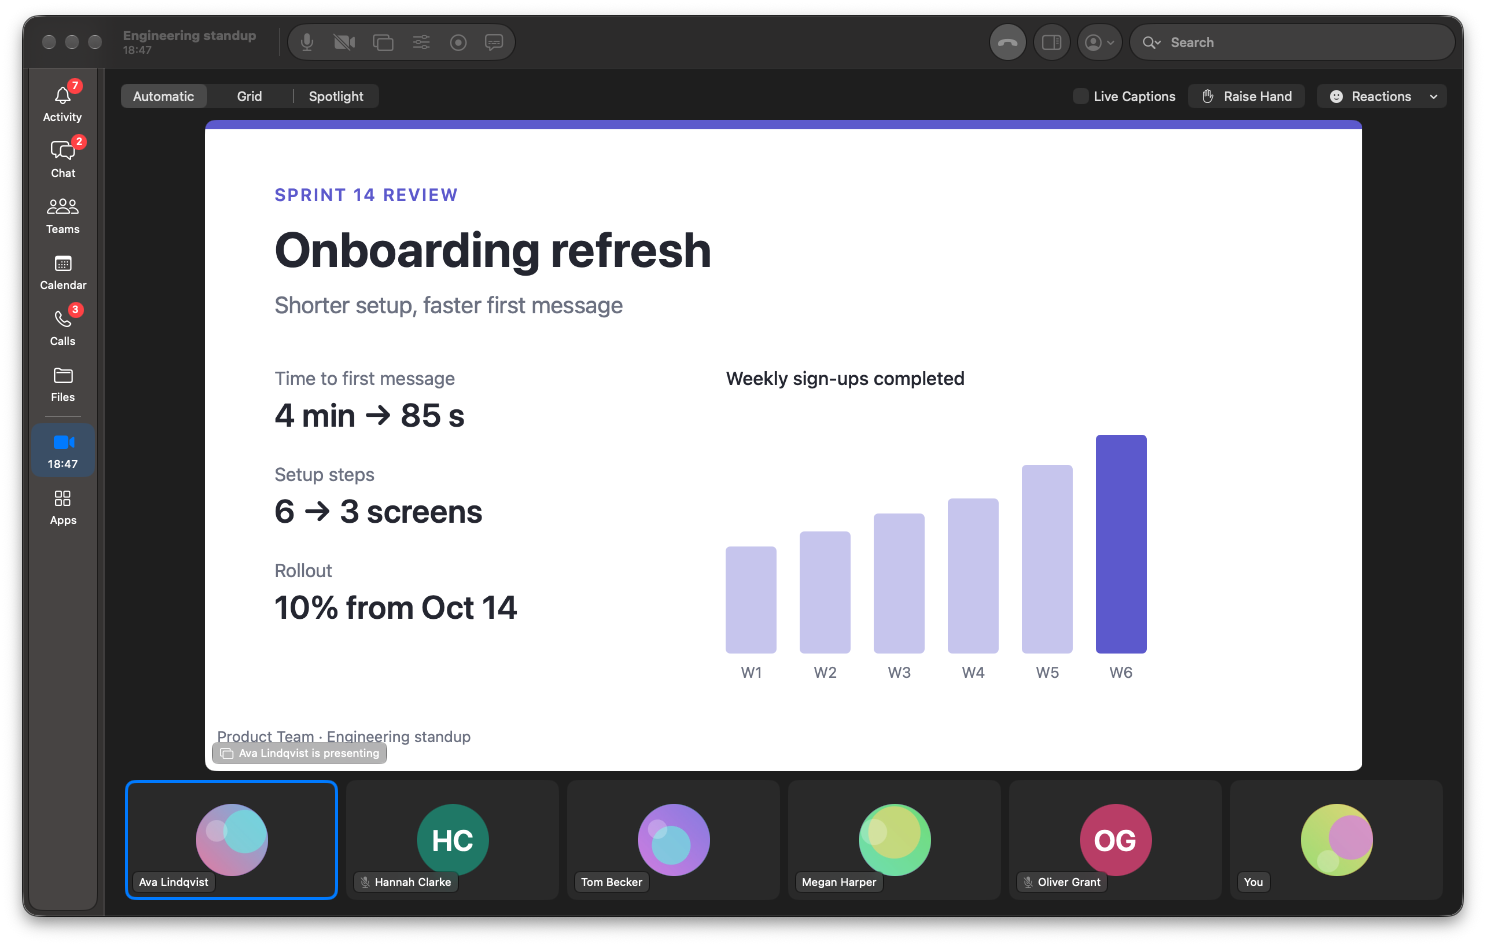 Engineering standup
18:47
Search
7
Activity
2
Chat
Teams
Calendar
3
Calls
Files
18:47
Apps
Automatic
Grid
Spotlight
Live Captions
Raise Hand
Reactions
SPRINT 14 REVIEW
Onboarding refresh
Shorter setup, faster first message
Time to first message
4 min → 85 s
Setup steps
6 → 3 screens
Rollout
10% from Oct 14
Weekly sign-ups completed
W1 W2 W3 W4 W5 W6
Product Team · Engineering standup
Ava Lindqvist is presenting
Ava Lindqvist
HC
Hannah Clarke
Tom Becker
Megan Harper
OG
Oliver Grant
You